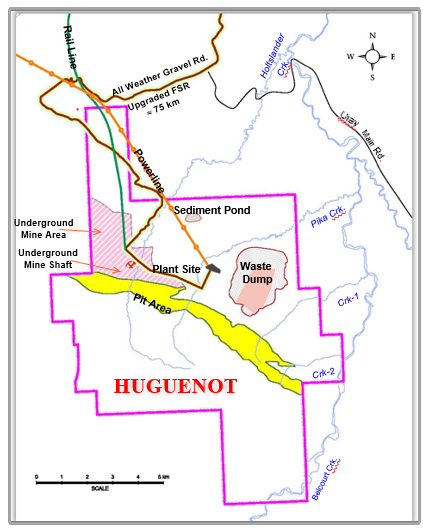 Rail Line
All Weather Gravel Rd.
Upgraded FSR
≈ 75 km
Holtslander
Crk.
N
W
E
S
Main Rd.
Powerline
Sediment Pond
Pika Crk.
Underground
Mine Area
Underground
Mine Shaft
Plant Site
Waste
Dump
Pit Area
Crk-1
Crk-2
HUGUENOT
Belcourt Crk.
0 1 2 3 4 5 km
SCALE